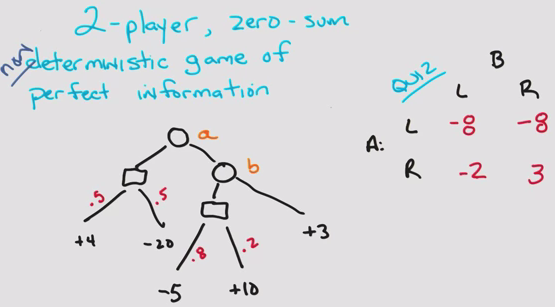 2-player, zero-sum
non deterministic game of
perfect information
QUIZ
B
L R
A: L -8 -8
R -2 3
a
b
.5 .5
+4 -20
.8 .2
+3
-5 +10